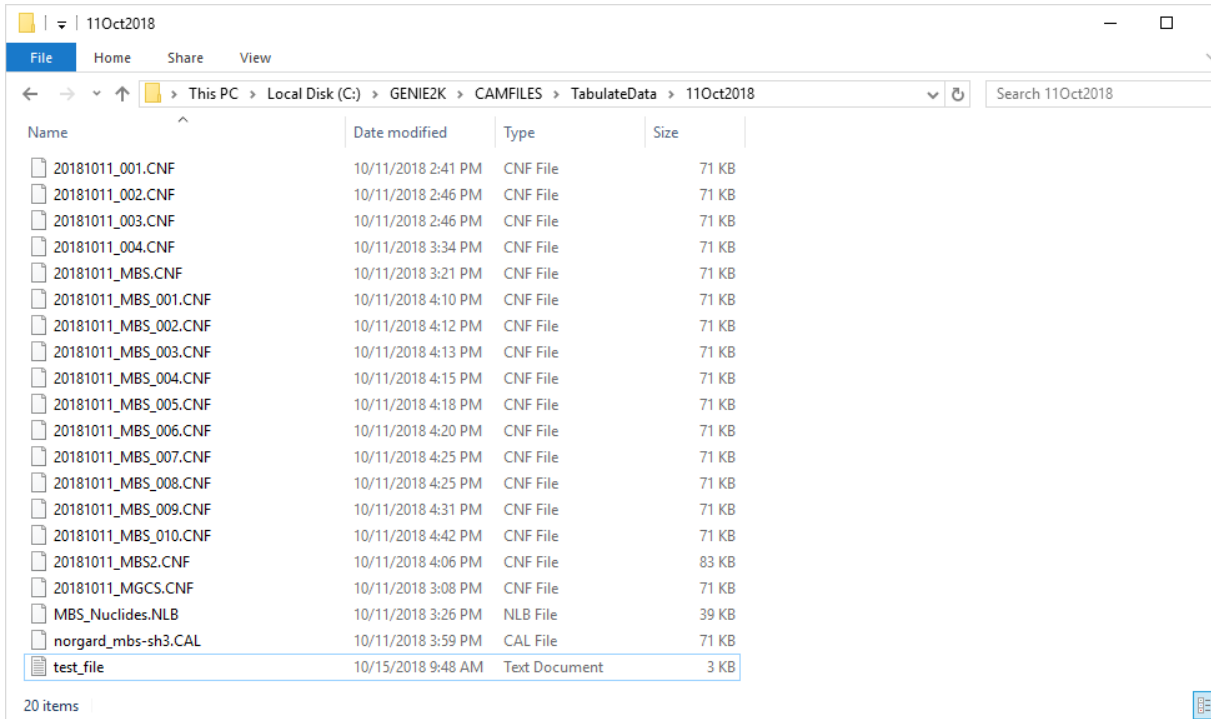 11Oct2018
File Home Share View
This PC > Local Disk (C:) > GENIE2K > CAMFILES > TabulateData > 11Oct2018 Search 11Oct2018
Name Date modified Type Size
20181011_001.CNF 10/11/2018 2:41 PM CNF File 71 KB
20181011_002.CNF 10/11/2018 2:46 PM CNF File 71 KB
20181011_003.CNF 10/11/2018 2:46 PM CNF File 71 KB
20181011_004.CNF 10/11/2018 3:34 PM CNF File 71 KB
20181011_MBS.CNF 10/11/2018 3:21 PM CNF File 71 KB
20181011_MBS_001.CNF 10/11/2018 4:10 PM CNF File 71 KB
20181011_MBS_002.CNF 10/11/2018 4:12 PM CNF File 71 KB
20181011_MBS_003.CNF 10/11/2018 4:13 PM CNF File 71 KB
20181011_MBS_004.CNF 10/11/2018 4:15 PM CNF File 71 KB
20181011_MBS_005.CNF 10/11/2018 4:18 PM CNF File 71 KB
20181011_MBS_006.CNF 10/11/2018 4:20 PM CNF File 71 KB
20181011_MBS_007.CNF 10/11/2018 4:25 PM CNF File 71 KB
20181011_MBS_008.CNF 10/11/2018 4:25 PM CNF File 71 KB
20181011_MBS_009.CNF 10/11/2018 4:31 PM CNF File 71 KB
20181011_MBS_010.CNF 10/11/2018 4:42 PM CNF File 71 KB
20181011_MBS2.CNF 10/11/2018 4:06 PM CNF File 83 KB
20181011_MGCS.CNF 10/11/2018 3:08 PM CNF File 71 KB
MBS_Nuclides.NLB 10/11/2018 3:26 PM NLB File 39 KB
norgard_mbs-sh3.CAL 10/11/2018 3:59 PM CAL File 71 KB
test_file 10/15/2018 9:48 AM Text Document 3 KB
20 items